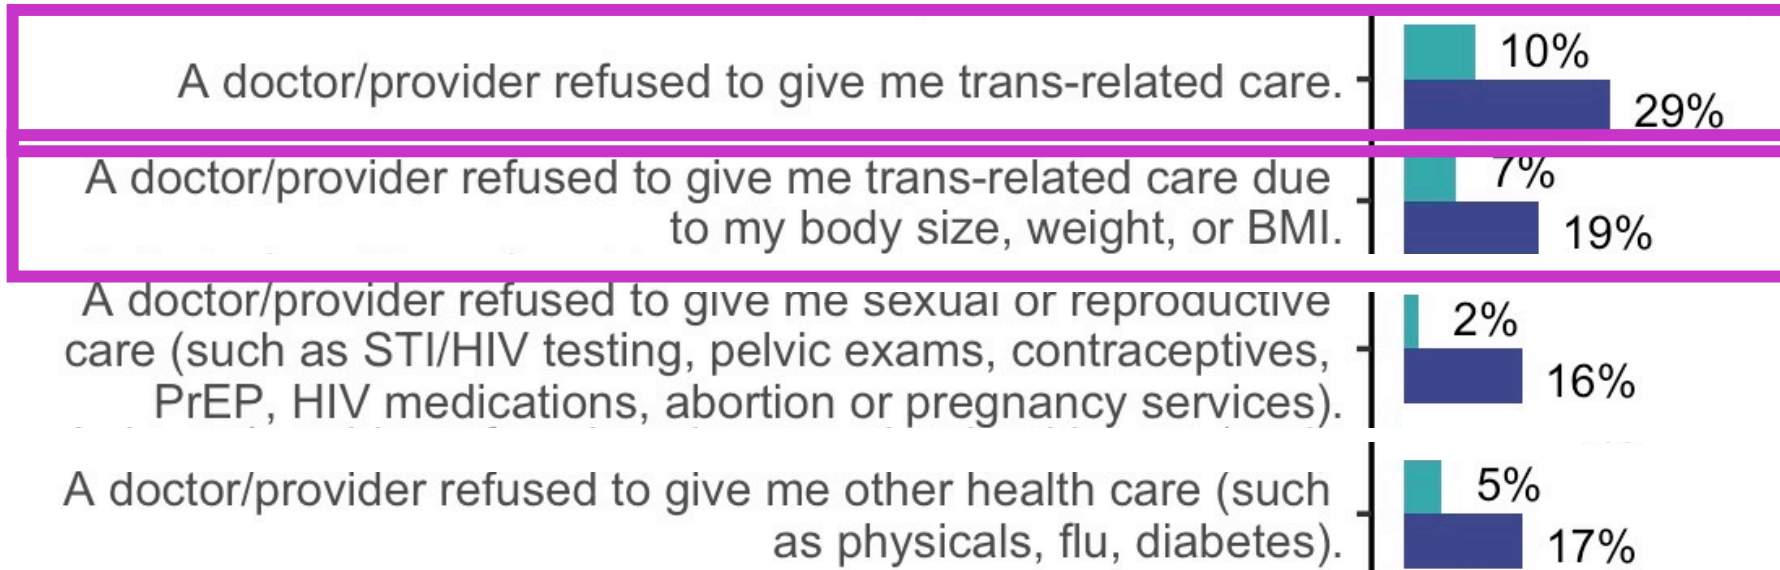 A doctor/provider refused to give me trans-related care.
10%
29%
A doctor/provider refused to give me trans-related care due
to my body size, weight, or BMI.
7%
19%
A doctor/provider refused to give me sexual or reproductive
care (such as STI/HIV testing, pelvic exams, contraceptives,
PrEP, HIV medications, abortion or pregnancy services).
2%
16%
A doctor/provider refused to give me other health care (such
as physicals, flu, diabetes).
5%
17%